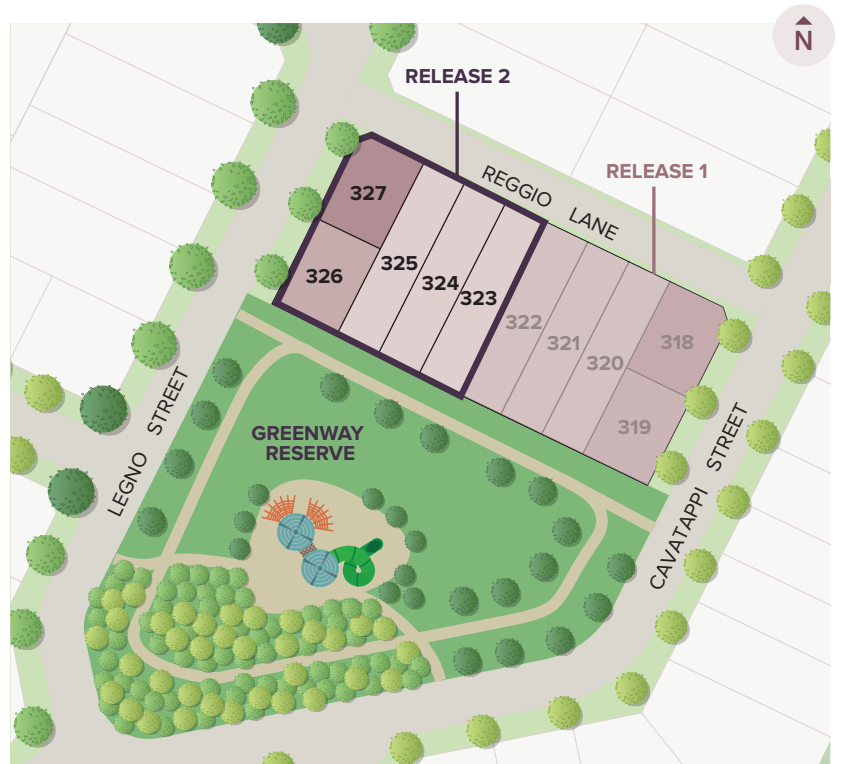 N
RELEASE 2
REGGIO LANE
RELEASE 1
327
326
325
324
323
322
321
320
318
319
GREENWAY
RESERVE
LEGNO STREET
CAVATAPPI STREET